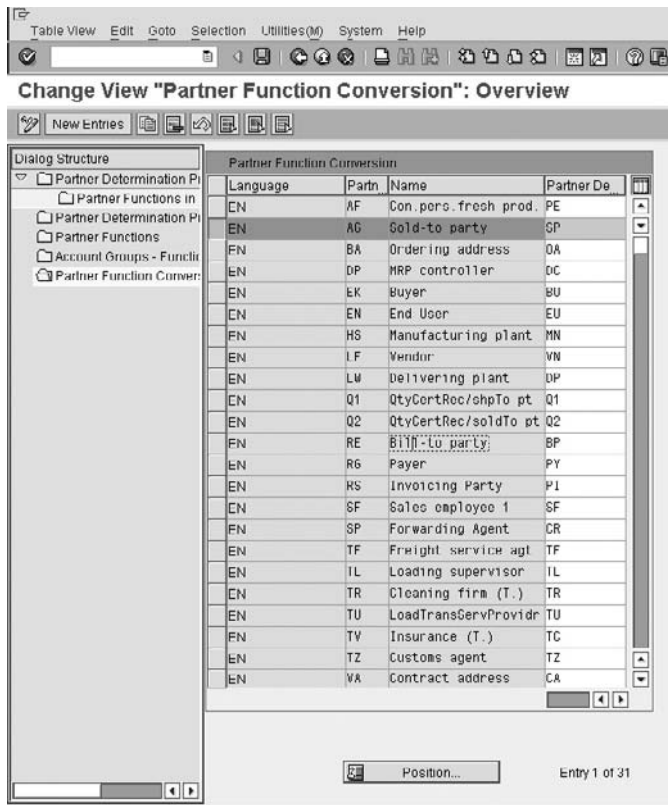 Table View Edit Goto Selection Utilities(M) System Help
Change View "Partner Function Conversion": Overview
New Entries
Dialog Structure
Partner Determination Pr
Partner Functions in
Partner Determination Pr
Partner Functions
Account Groups - Functio
Partner Function Convers
Partner Function Conversion
Language Partn... Name Partner De...
EN AF Con.pers.fresh prod. PE
EN AG Sold-to party SP
EN BA Ordering address OA
EN DP MRP controller DC
EN EK Buyer BU
EN EN End User EU
EN HS Manufacturing plant MN
EN LF Vendor VN
EN LW Delivering plant DP
EN Q1 QtyCertRec/shpTo pt Q1
EN Q2 QtyCertRec/soldTo pt Q2
EN RE Bill-to party BP
EN RG Payer PY
EN RS Invoicing Party PI
EN SF Sales employee 1 SF
EN SP Forwarding Agent CR
EN TF Freight service agt TF
EN TL Loading supervisor TL
EN TR Cleaning firm (T.) TR
EN TU LoadTransServProvidr TU
EN TV Insurance (T.) TC
EN TZ Customs agent TZ
EN VA Contract address CA
Position...
Entry 1 of 31